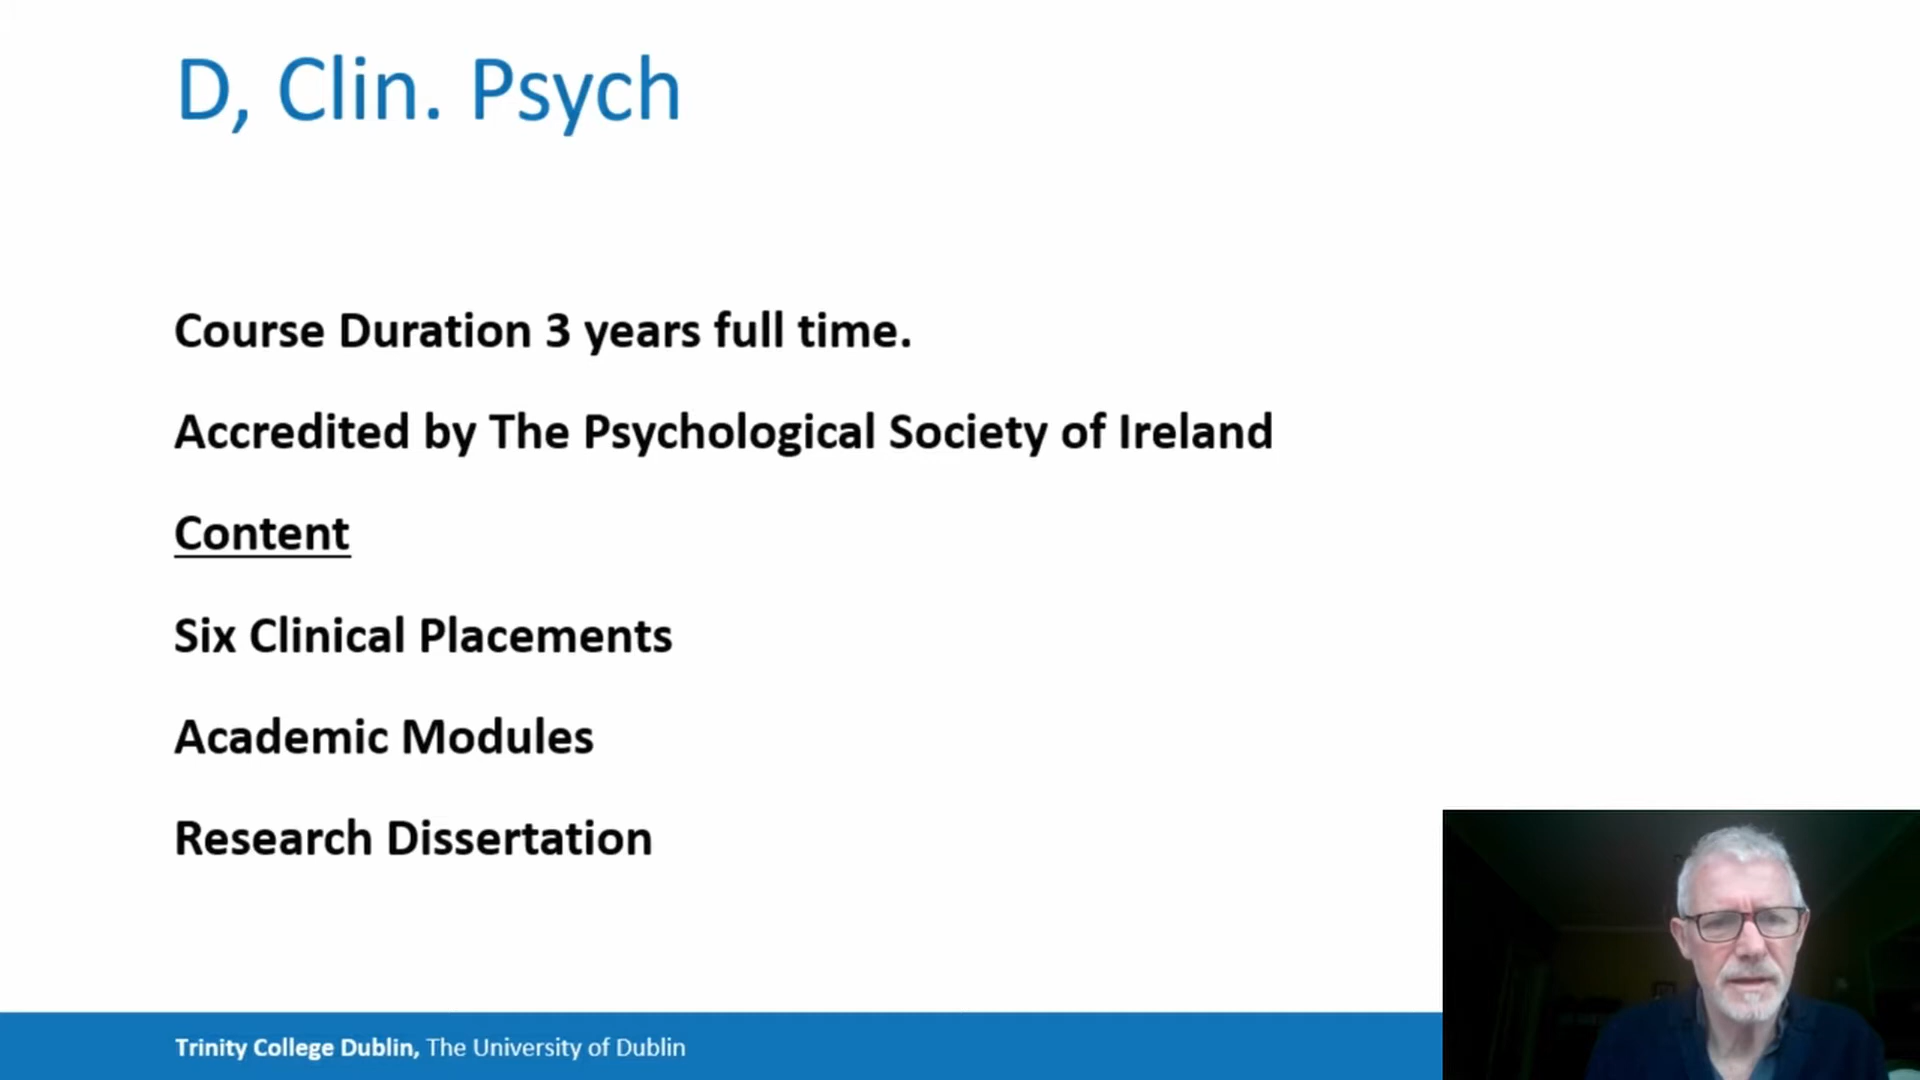 D, Clin. Psych
Course Duration 3 years full time.
Accredited by The Psychological Society of Ireland
Content
Six Clinical Placements
Academic Modules
Research Dissertation
Trinity College Dublin, The University of Dublin